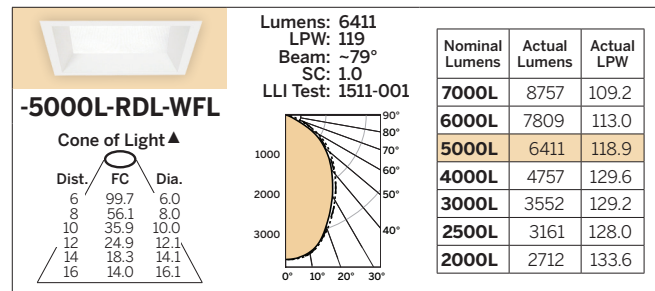 Lumens: 6411
LPW: 119
Beam: ~79°
SC: 1.0
LLI Test: 1511-001
-5000L-RDL-WFL
Cone of Light▲
Dist. FC Dia.
6 99.7 6.0
8 56.1 8.0
10 35.9 10.0
12 24.9 12.1
14 18.3 14.1
16 14.0 16.1
90°
80°
70°
60°
50°
40°
1000
2000
3000
0° 10° 20° 30°
Nominal Lumens Actual Lumens Actual LPW
7000L 8757 109.2
6000L 7809 113.0
5000L 6411 118.9
4000L 4757 129.6
3000L 3552 129.2
2500L 3161 128.0
2000L 2712 133.6